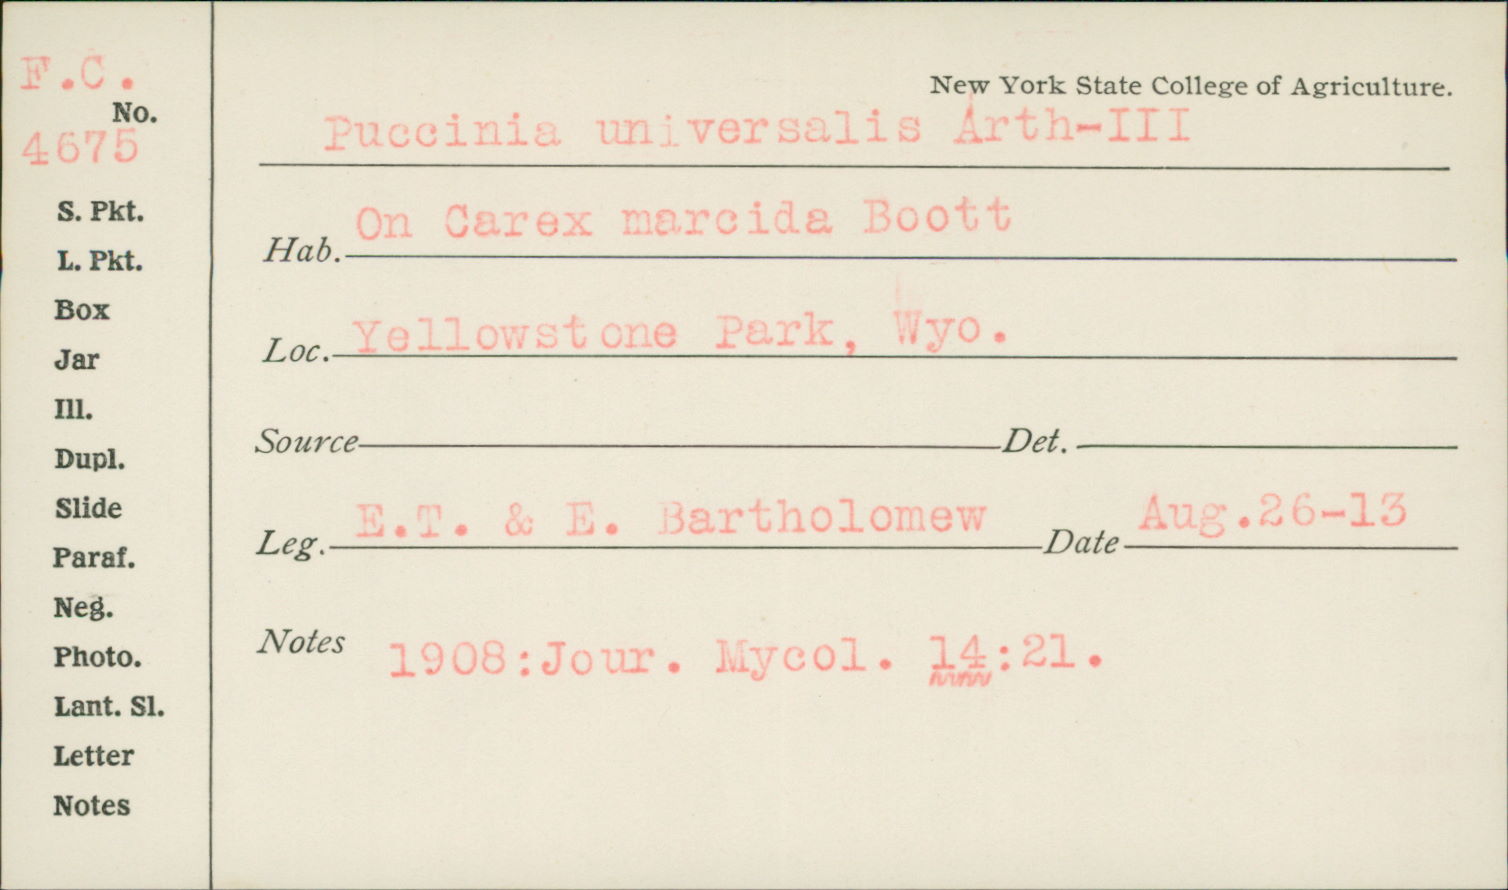 F.C.
No.
4675
S. Pkt.
L. Pkt.
Box
Jar
Ill.
Dupl.
Slide
Paraf.
Neg.
Photo.
Lant. Sl.
Letter
Notes
New York State College of Agriculture.
Puccinia universalis Arth-III
Hab. On Carex marcida Boott
Loc. Yellowstone Park, Wyo.
Source Det.
Leg. E.T. & E. Bartholomew Date Aug.26-13
Notes 1908:Jour. Mycol. 14:21.